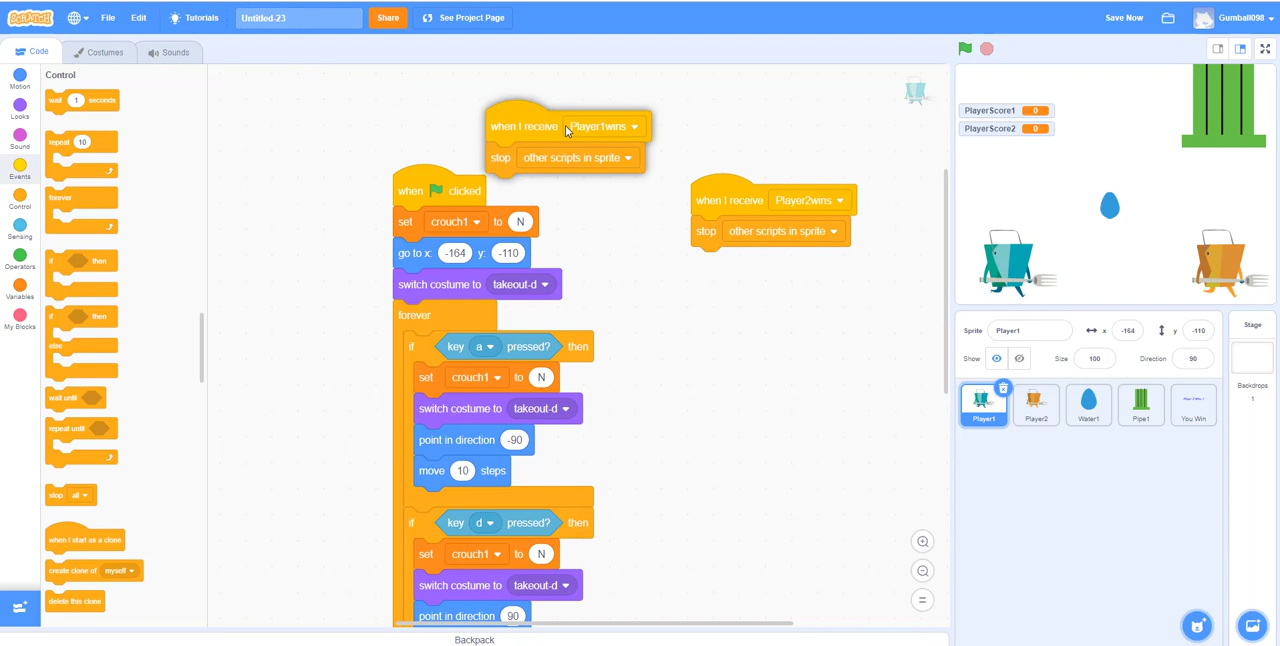 SCRATCH File Edit Tutorials Untitled-23 Share See Project Page Save Now Gumball098
Code Costumes Sounds
Motion
Looks
Sound
Events
Control
Sensing
Operators
Variables
My Blocks
Control
wait 1 seconds
repeat 10
forever
if then
if then
else
wait until
repeat until
stop all
when I start as a clone
create clone of myself
delete this clone
when I receive Player1wins
stop other scripts in sprite
when clicked
set crouch1 to N
go to x: -164 y: -110
switch costume to takeout-d
forever
if key a pressed? then
set crouch1 to N
switch costume to takeout-d
point in direction -90
move 10 steps
if key d pressed? then
set crouch1 to N
switch costume to takeout-d
point in direction 90
when I receive Player2wins
stop other scripts in sprite
Backpack
PlayerScore1 0
PlayerScore2 0
Sprite Player1 x -164 y -110
Show Size 100 Direction 90
Player1 Player2 Water1 Pipe1 You Win
Stage
Backdrops
1